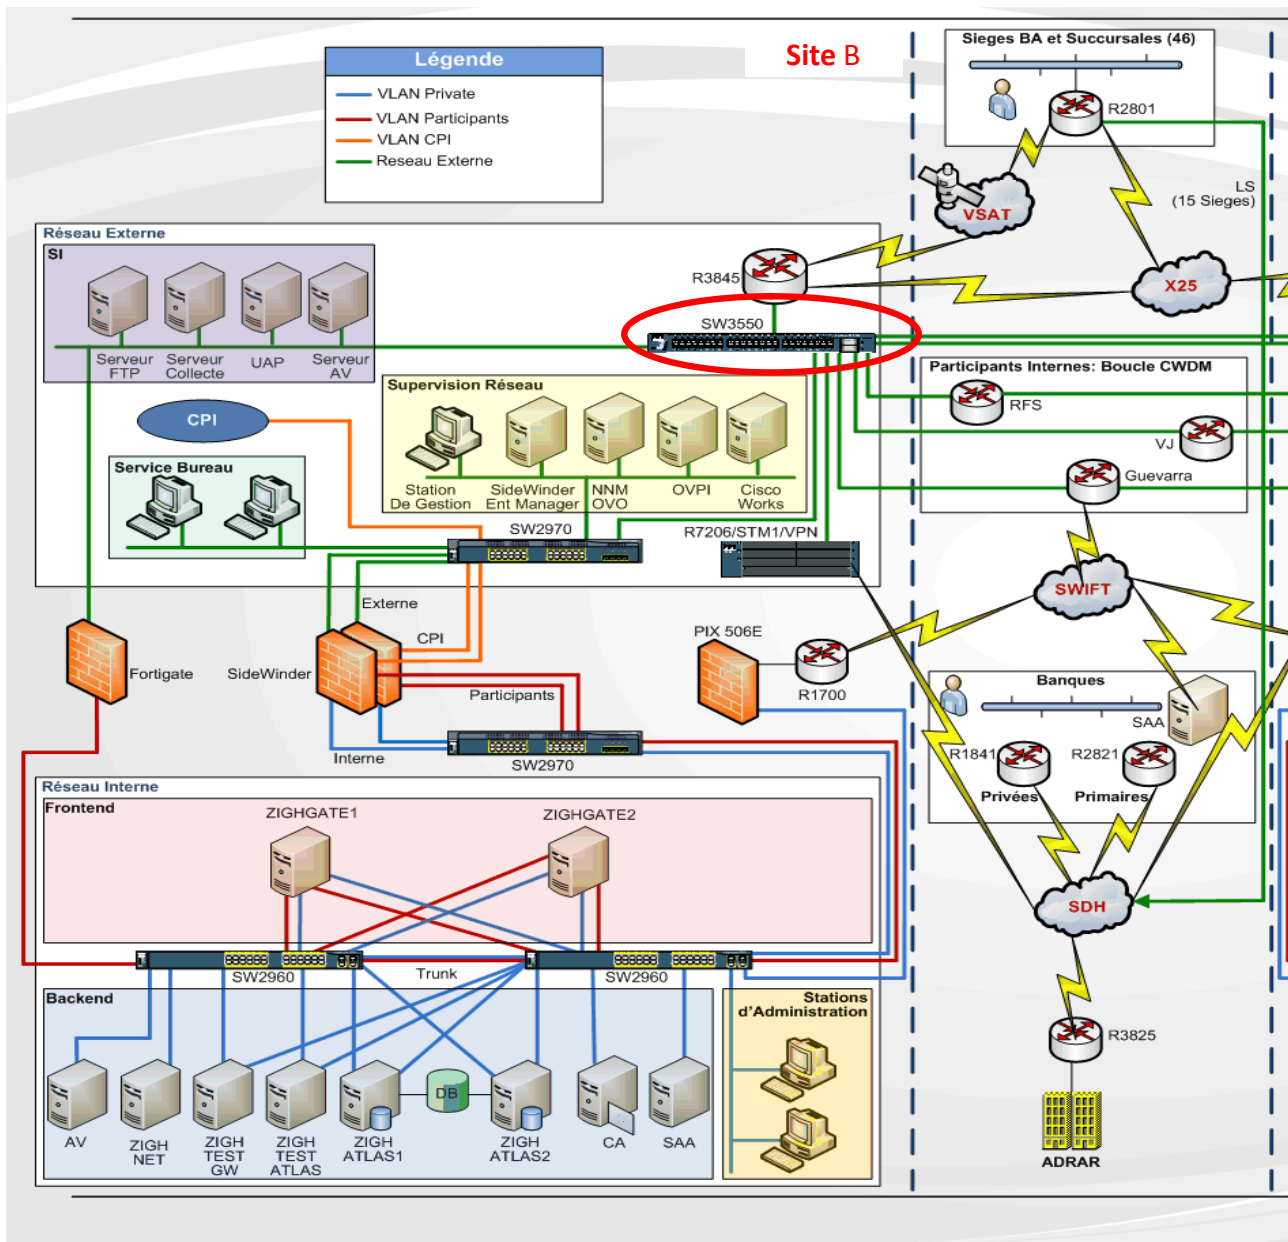 Site B
Légende
VLAN Private
VLAN Participants
VLAN CPI
Reseau Externe
Sieges BA et Succursales (46)
R2801
LS
(15 Sieges)
VSAT
X25
Réseau Externe
SI
Serveur
FTP
Serveur
Collecte
UAP
Serveur
AV
R3845
SW3550
CPI
Service Bureau
Supervision Réseau
Station
De Gestion
SideWinder
Ent Manager
NNM
OVO
OVPI
Cisco
Works
SW2970
R7206/STM1/VPN
Participants Internes: Boucle CWDM
RFS
VJ
Guevarra
SWIFT
Externe
CPI
Fortigate
SideWinder
Participants
Interne
SW2970
PIX 506E
R1700
Banques
SAA
R1841
R2821
Privées
Primaires
SDH
R3825
ADRAR
Réseau Interne
Frontend
ZIGHGATE1
ZIGHGATE2
SW2960
Trunk
SW2960
Backend
AV
ZIGH
NET
ZIGH
TEST
GW
ZIGH
TEST
ATLAS
ZIGH
ATLAS1
DB
ZIGH
ATLAS2
CA
SAA
Stations
d'Administration